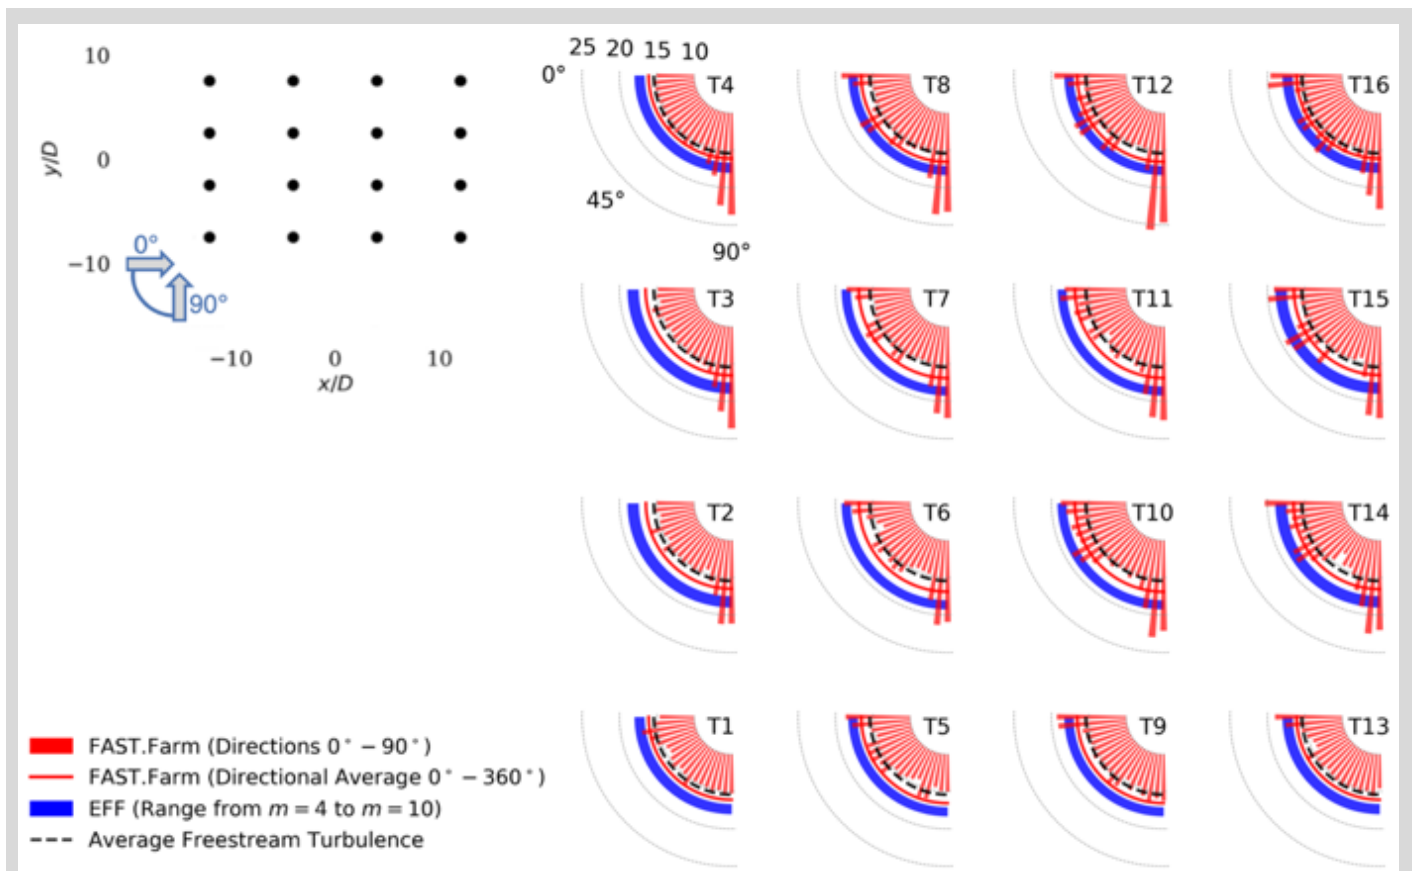 10
0
−10
y/D
0°
90°
−10 0 10
x/D
25 20 15 10
0°
45°
90°
T4 T8 T12 T16
T3 T7 T11 T15
T2 T6 T10 T14
T1 T5 T9 T13
FAST.Farm (Directions 0° − 90°)
FAST.Farm (Directional Average 0° − 360°)
EFF (Range from m = 4 to m = 10)
Average Freestream Turbulence